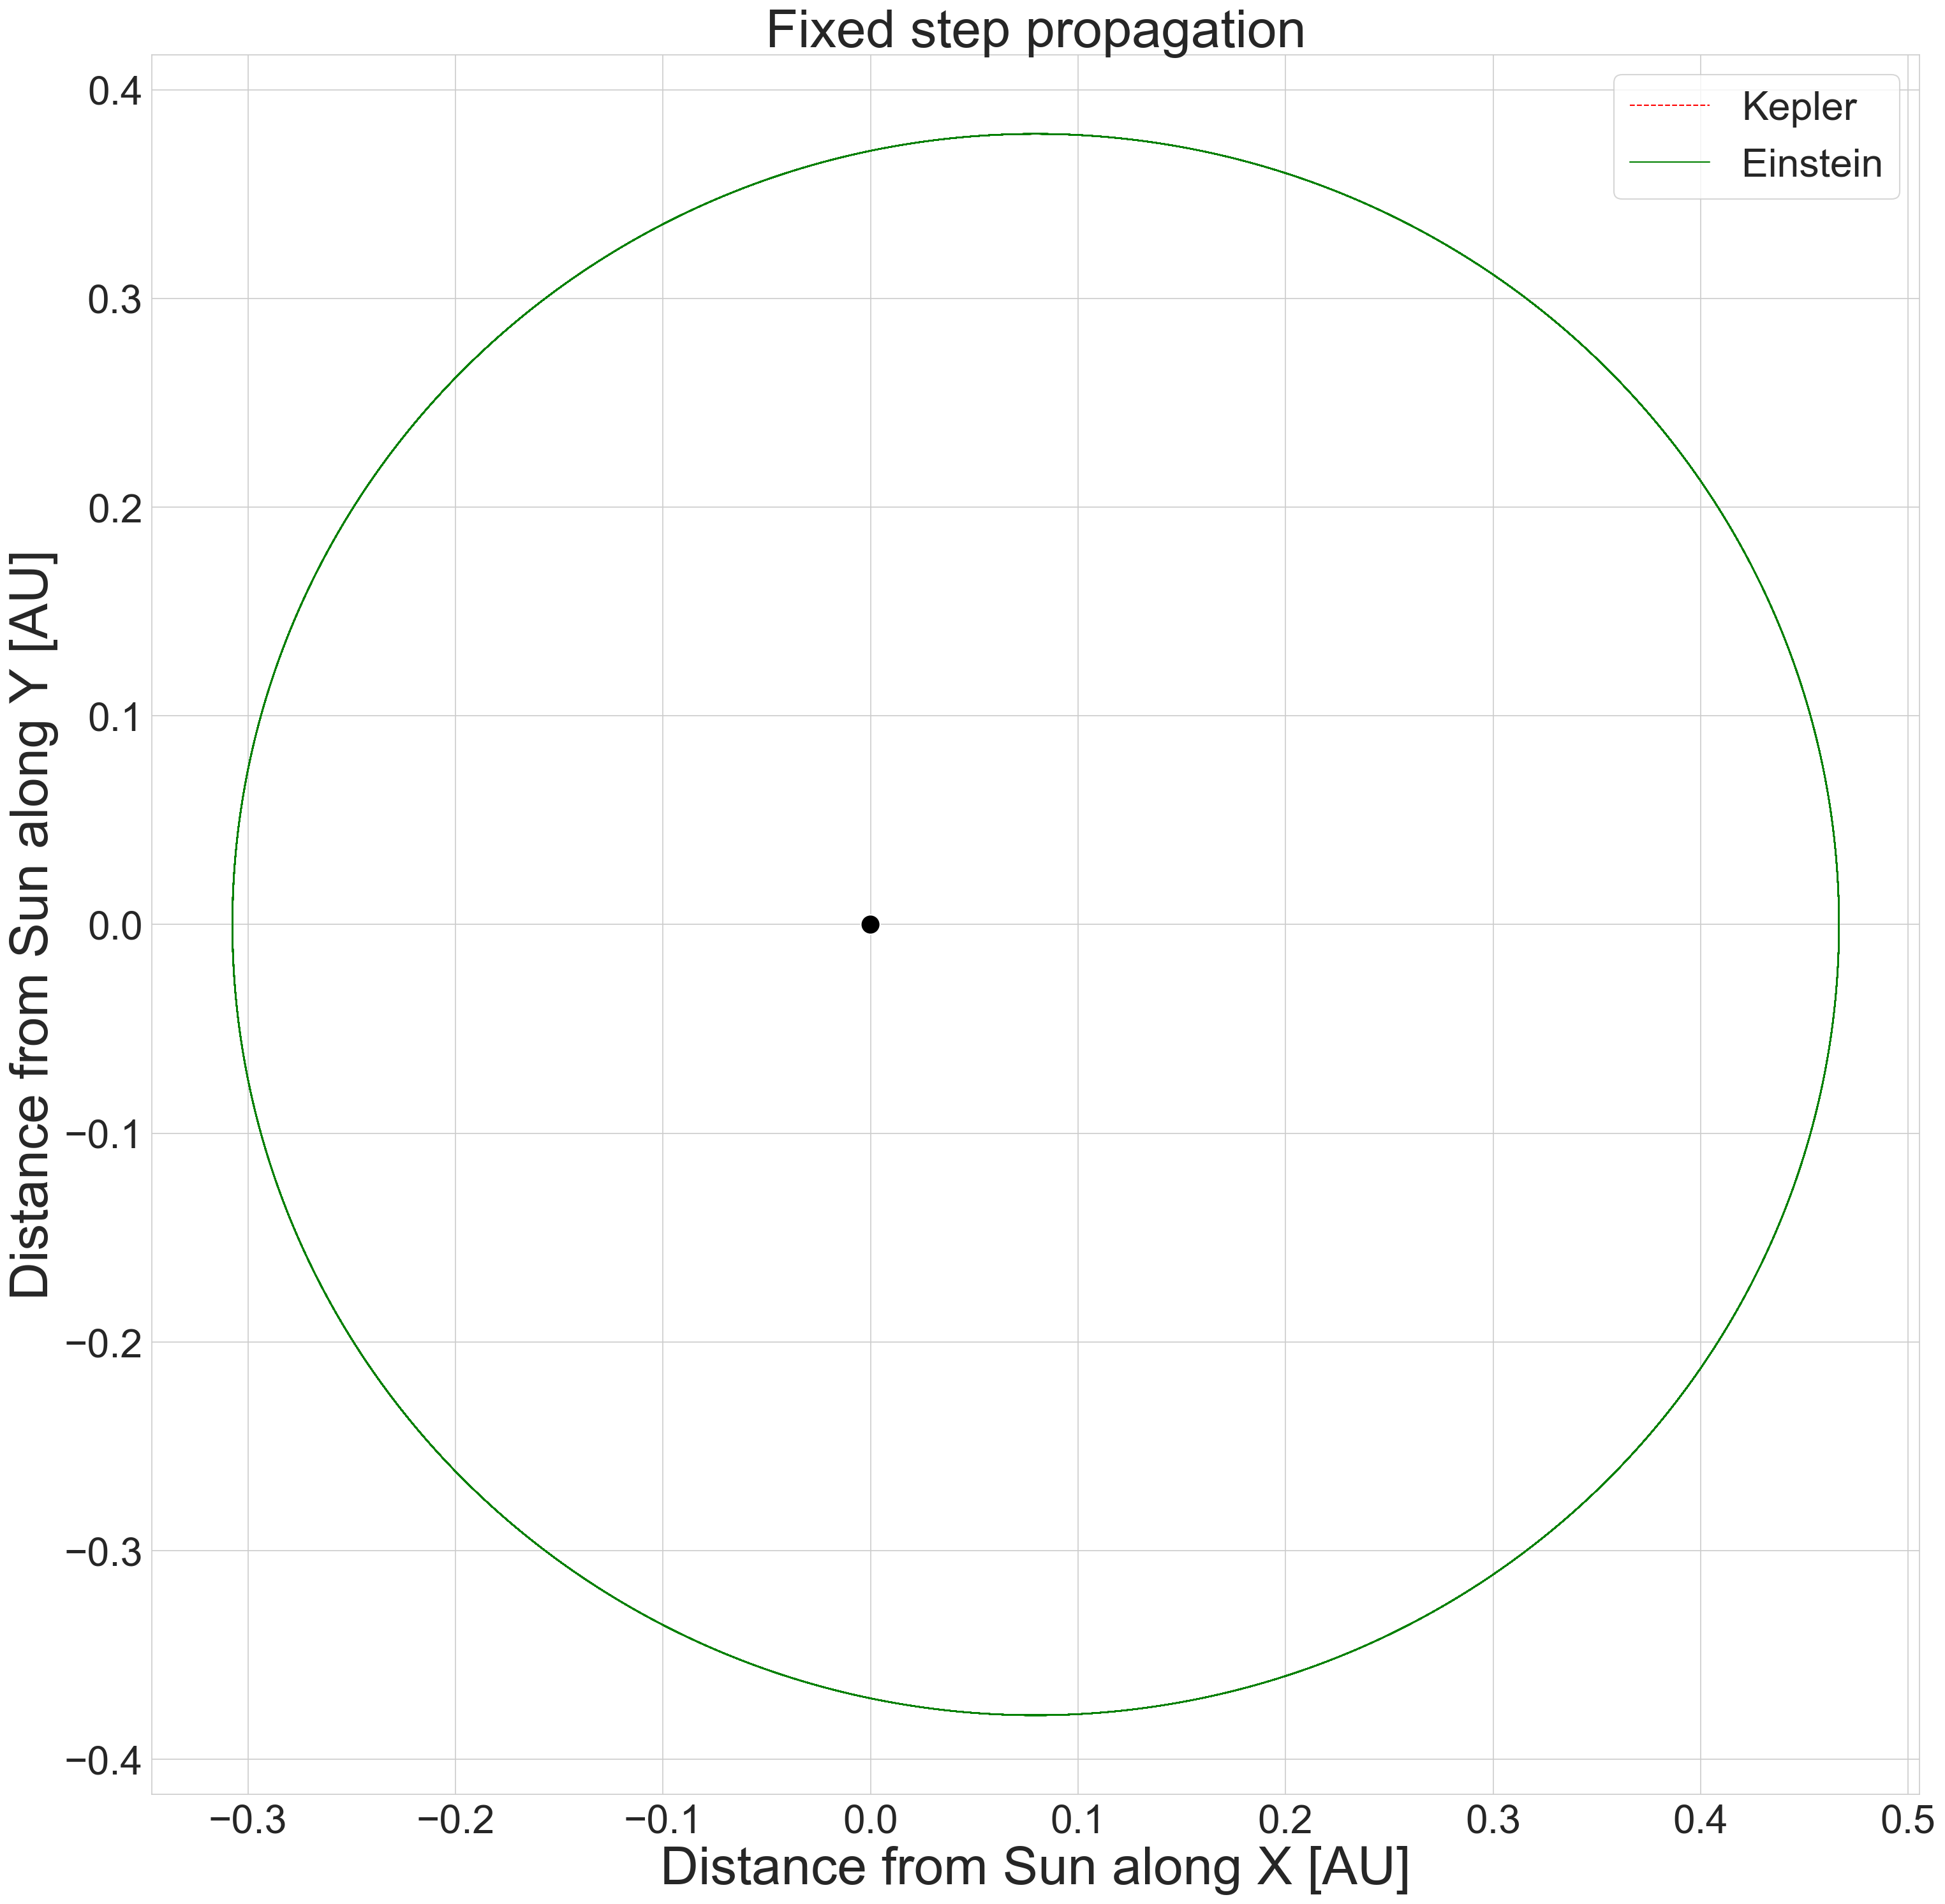 Fixed step propagation
Kepler
Einstein
0.4
0.3
0.2
0.1
0.0
−0.1
−0.2
−0.3
−0.4
Distance from Sun along Y [AU]
−0.3 −0.2 −0.1 0.0 0.1 0.2 0.3 0.4 0.5
Distance from Sun along X [AU]